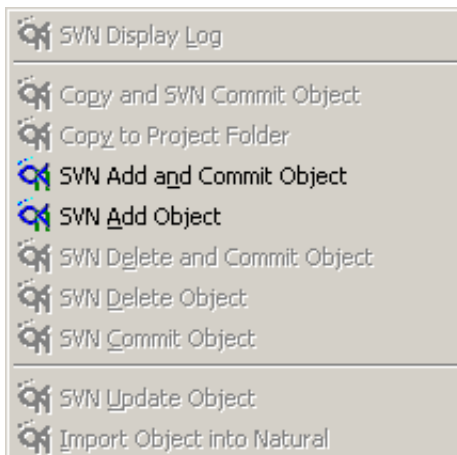 SVN Display Log
Copy and SVN Commit Object
Copy to Project Folder
SVN Add and Commit Object
SVN Add Object
SVN Delete and Commit Object
SVN Delete Object
SVN Commit Object
SVN Update Object
Import Object into Natural